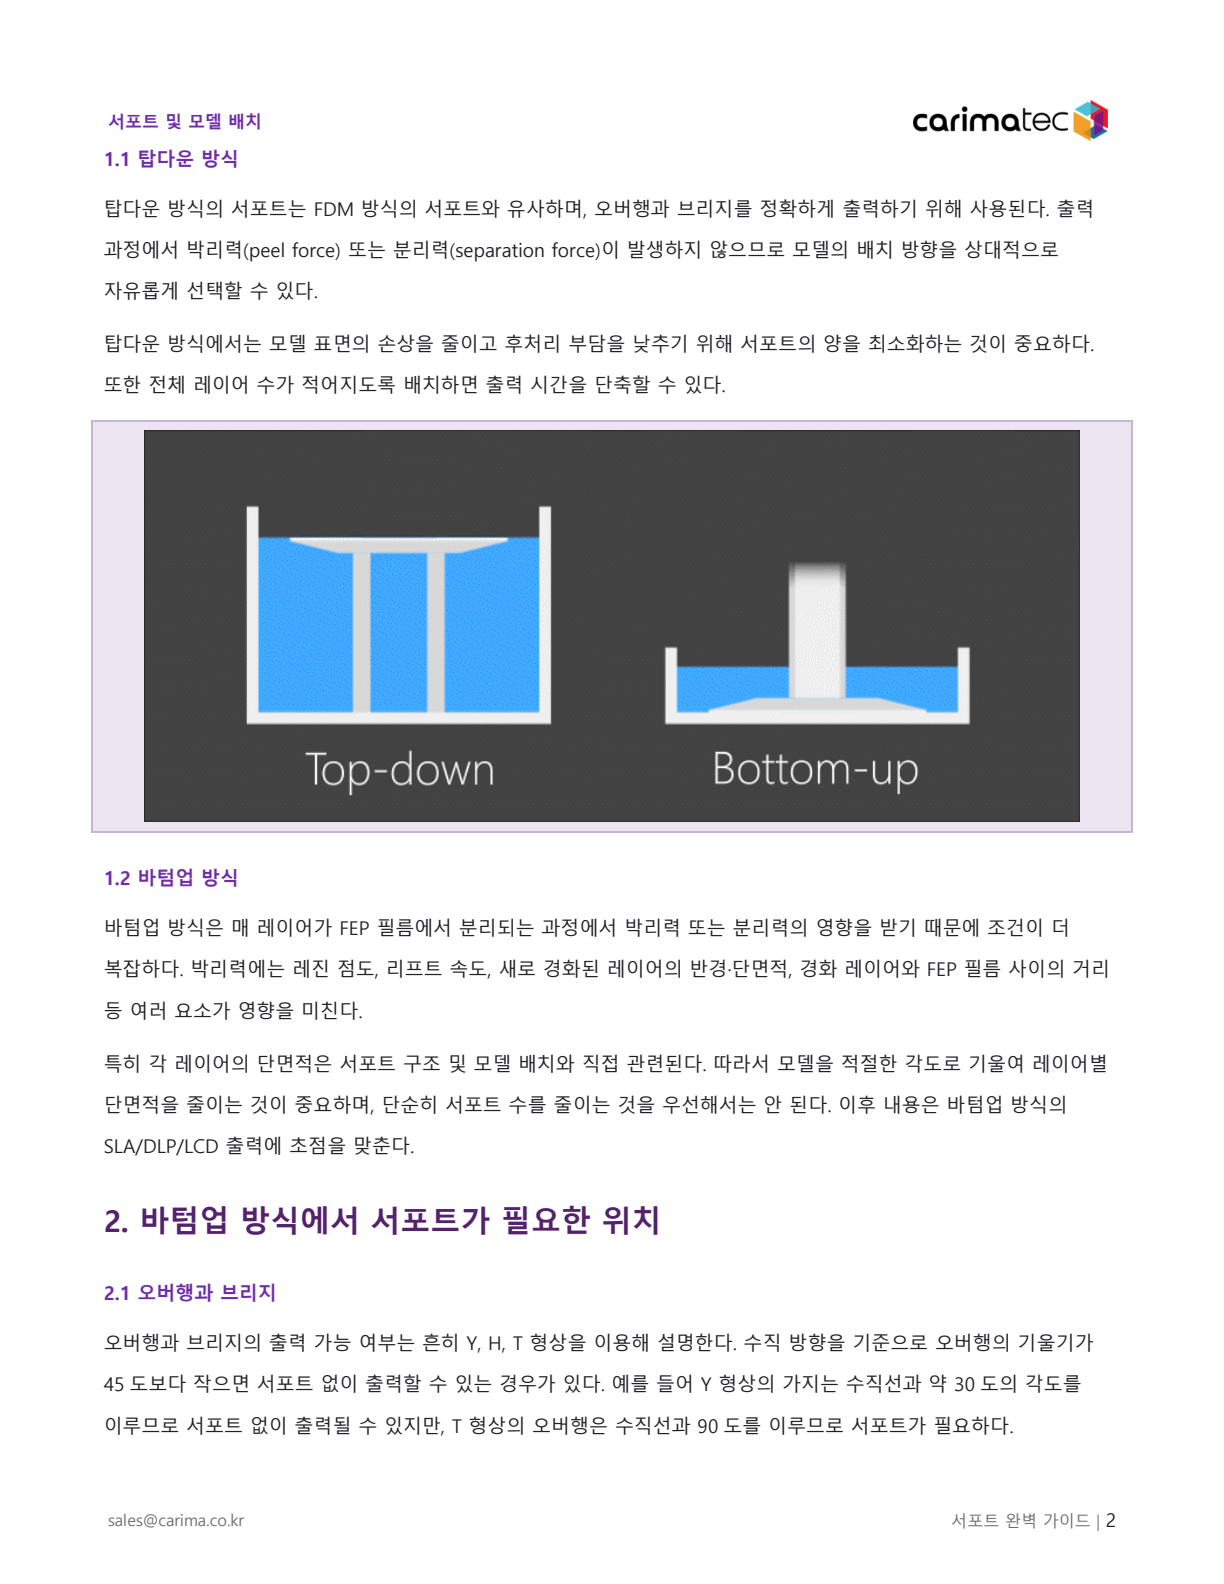 서포트 및 모델 배치
carimatec
1.1 탑다운 방식
탑다운 방식의 서포트는 FDM 방식의 서포트와 유사하며, 오버행과 브리지를 정확하게 출력하기 위해 사용된다. 출력
과정에서 박리력(peel force) 또는 분리력(separation force)이 발생하지 않으므로 모델의 배치 방향을 상대적으로
자유롭게 선택할 수 있다.
탑다운 방식에서는 모델 표면의 손상을 줄이고 후처리 부담을 낮추기 위해 서포트의 양을 최소화하는 것이 중요하다.
또한 전체 레이어 수가 적어지도록 배치하면 출력 시간을 단축할 수 있다.
Top-down
Bottom-up
1.2 바텀업 방식
바텀업 방식은 매 레이어가 FEP 필름에서 분리되는 과정에서 박리력 또는 분리력의 영향을 받기 때문에 조건이 더
복잡하다. 박리력에는 레진 점도, 리프트 속도, 새로 경화된 레이어의 반경·단면적, 경화 레이어와 FEP 필름 사이의 거리
등 여러 요소가 영향을 미친다.
특히 각 레이어의 단면적은 서포트 구조 및 모델 배치와 직접 관련된다. 따라서 모델을 적절한 각도로 기울여 레이어별
단면적을 줄이는 것이 중요하며, 단순히 서포트 수를 줄이는 것을 우선해서는 안 된다. 이후 내용은 바텀업 방식의
SLA/DLP/LCD 출력에 초점을 맞춘다.
2. 바텀업 방식에서 서포트가 필요한 위치
2.1 오버행과 브리지
오버행과 브리지의 출력 가능 여부는 흔히 Y, H, T 형상을 이용해 설명한다. 수직 방향을 기준으로 오버행의 기울기가
45 도보다 작으면 서포트 없이 출력할 수 있는 경우가 있다. 예를 들어 Y 형상의 가지는 수직선과 약 30 도의 각도를
이루므로 서포트 없이 출력될 수 있지만, T 형상의 오버행은 수직선과 90 도를 이루므로 서포트가 필요하다.
sales@carima.co.kr
서포트 완벽 가이드 | 2